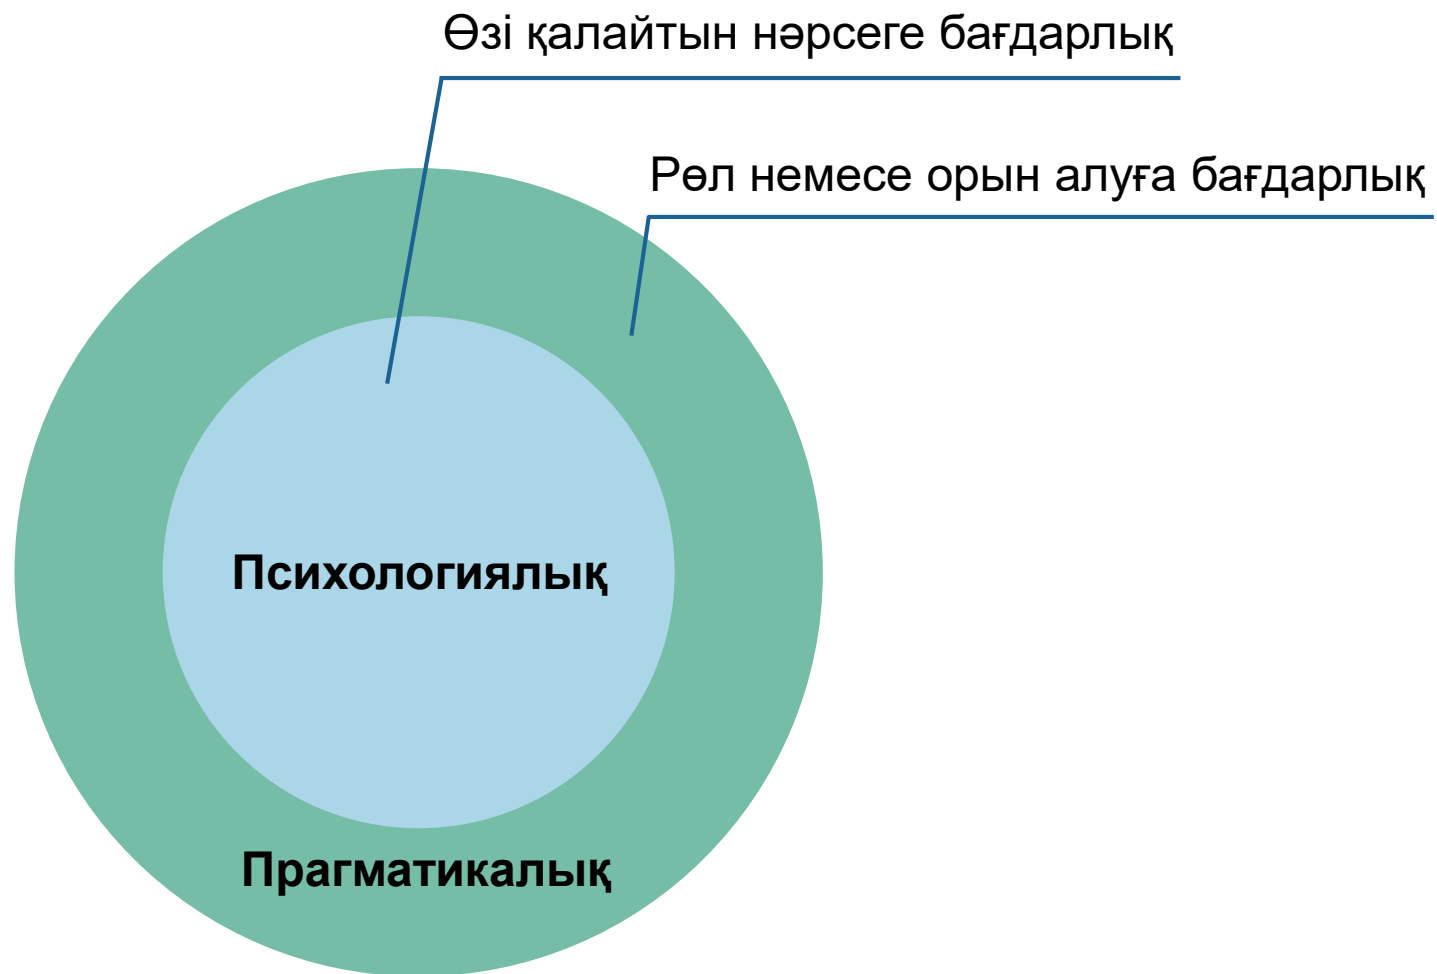 Өзі қалайтын нәрсеге бағдарлық
Рөл немесе орын алуға бағдарлық
Психологиялық
Прагматикалық